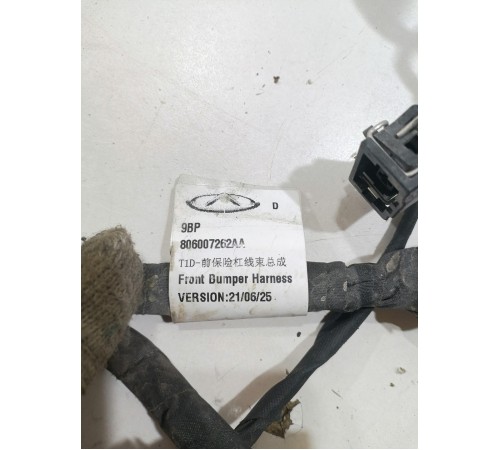 D
9BP
806007262AA
T1D-前保险杠线束总成
Front Bumper Harness
VERSION:21/06/25